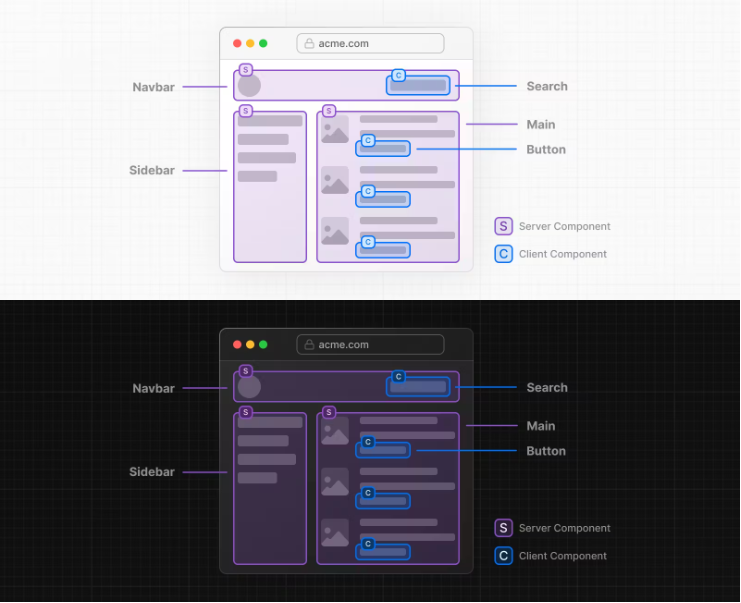 acme.com
S
C
Navbar
Search
S
S
Main
C
Button
Sidebar
C
S Server Component
C
C Client Component
acme.com
S
C
Navbar
Search
S
S
Main
C
Button
Sidebar
C
S Server Component
C
C Client Component